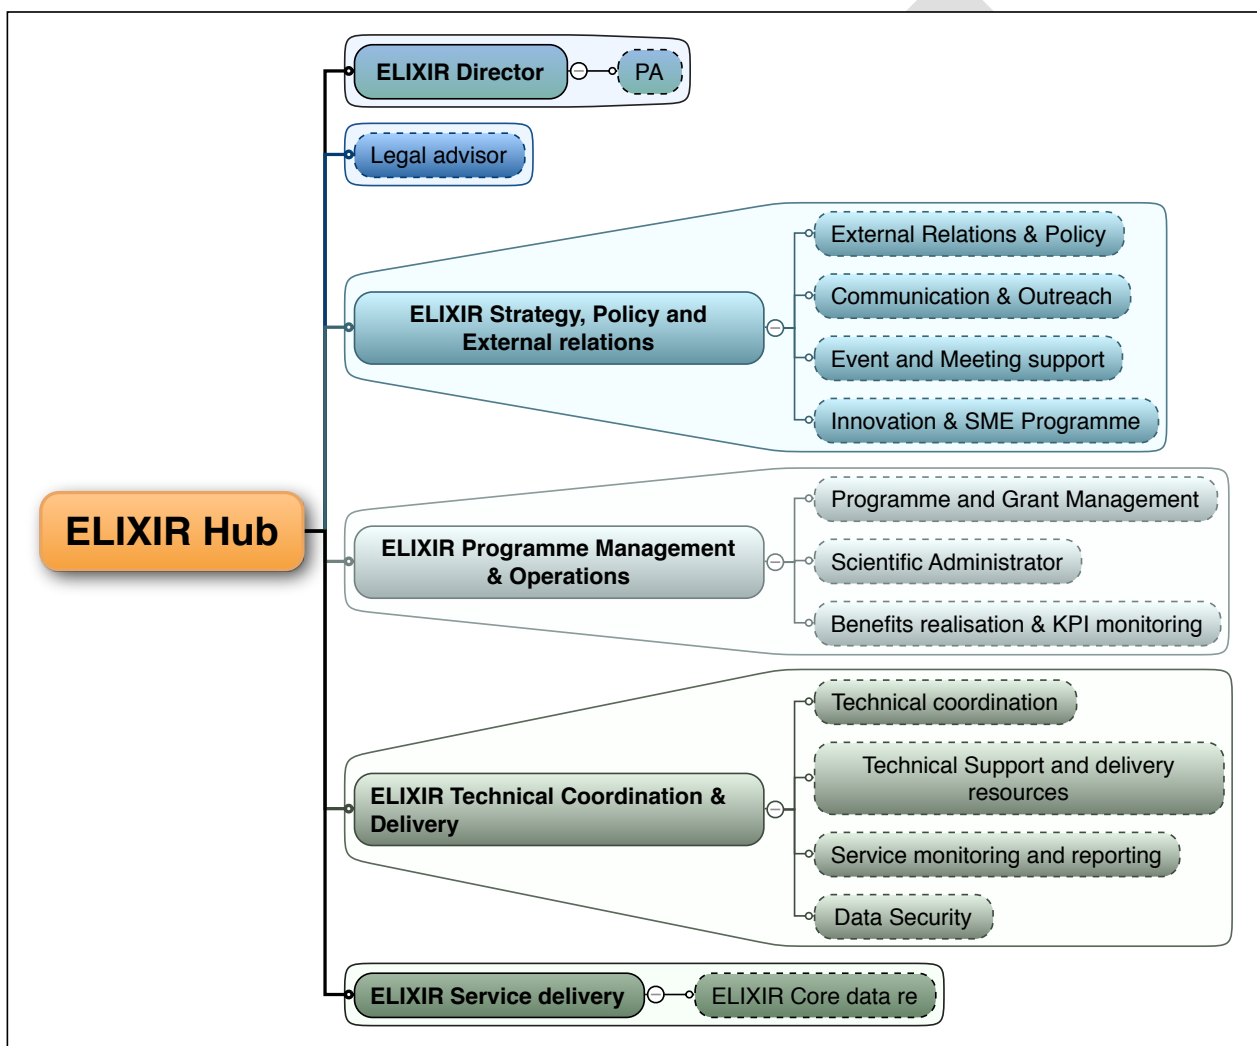 ELIXIR Hub
ELIXIR Director
PA
Legal advisor
ELIXIR Strategy, Policy and
External relations
External Relations & Policy
Communication & Outreach
Event and Meeting support
Innovation & SME Programme
ELIXIR Programme Management
& Operations
Programme and Grant Management
Scientific Administrator
Benefits realisation & KPI monitoring
ELIXIR Technical Coordination &
Delivery
Technical coordination
Technical Support and delivery
resources
Service monitoring and reporting
Data Security
ELIXIR Service delivery
ELIXIR Core data re